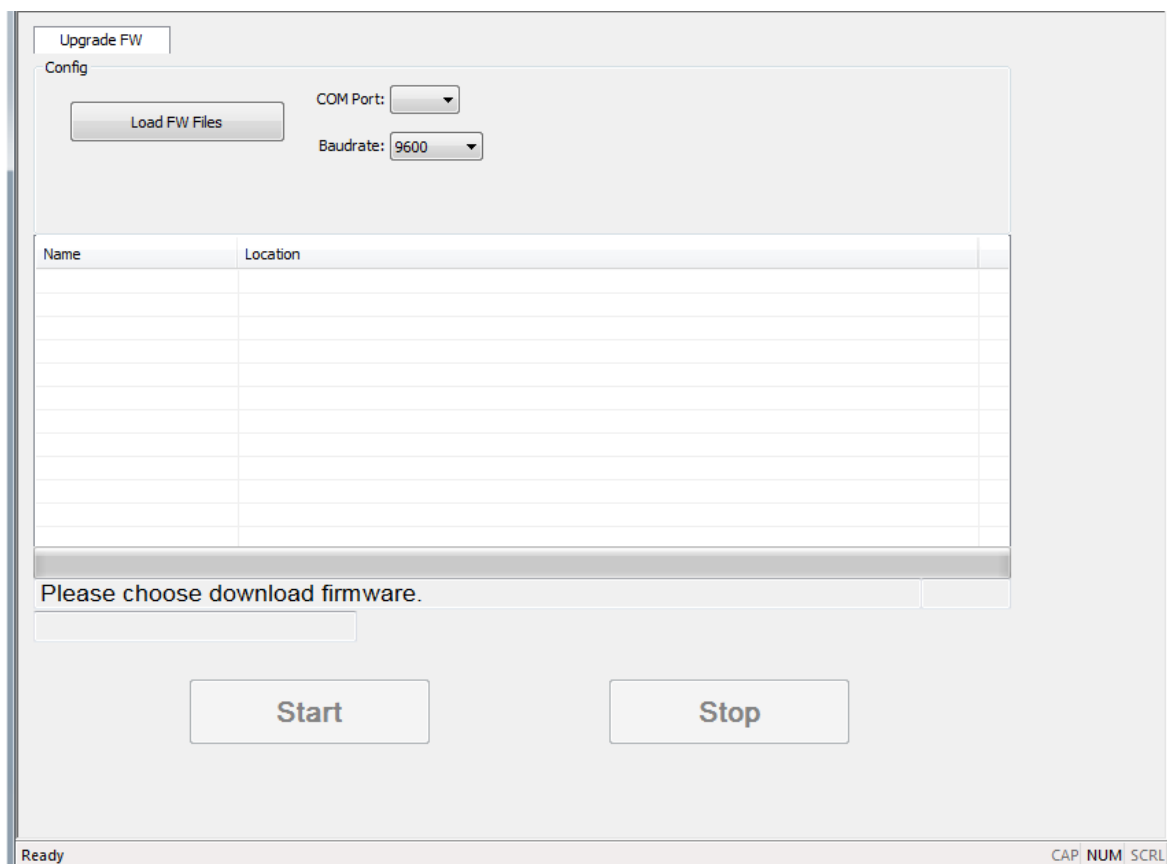 Upgrade FW
Config
Load FW Files
COM Port:
Baudrate: 9600
Name Location
Please choose download firmware.
Start Stop
Ready CAP NUM SCRL